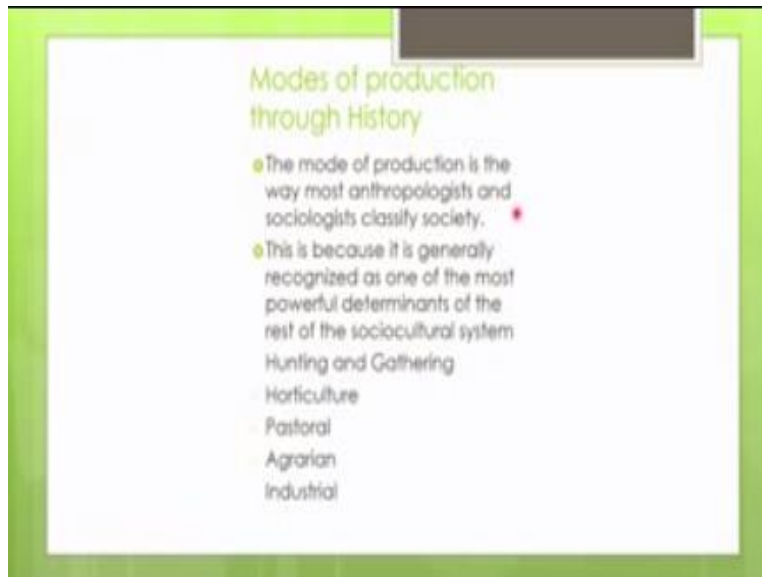 Modes of production
through History
The mode of production is the
way most anthropologists and
sociologists classify society.
This is because it is generally
recognized as one of the most
powerful determinants of the
rest of the sociocultural system
Hunting and Gathering
Horticulture
Pastoral
Agrarian
Industrial